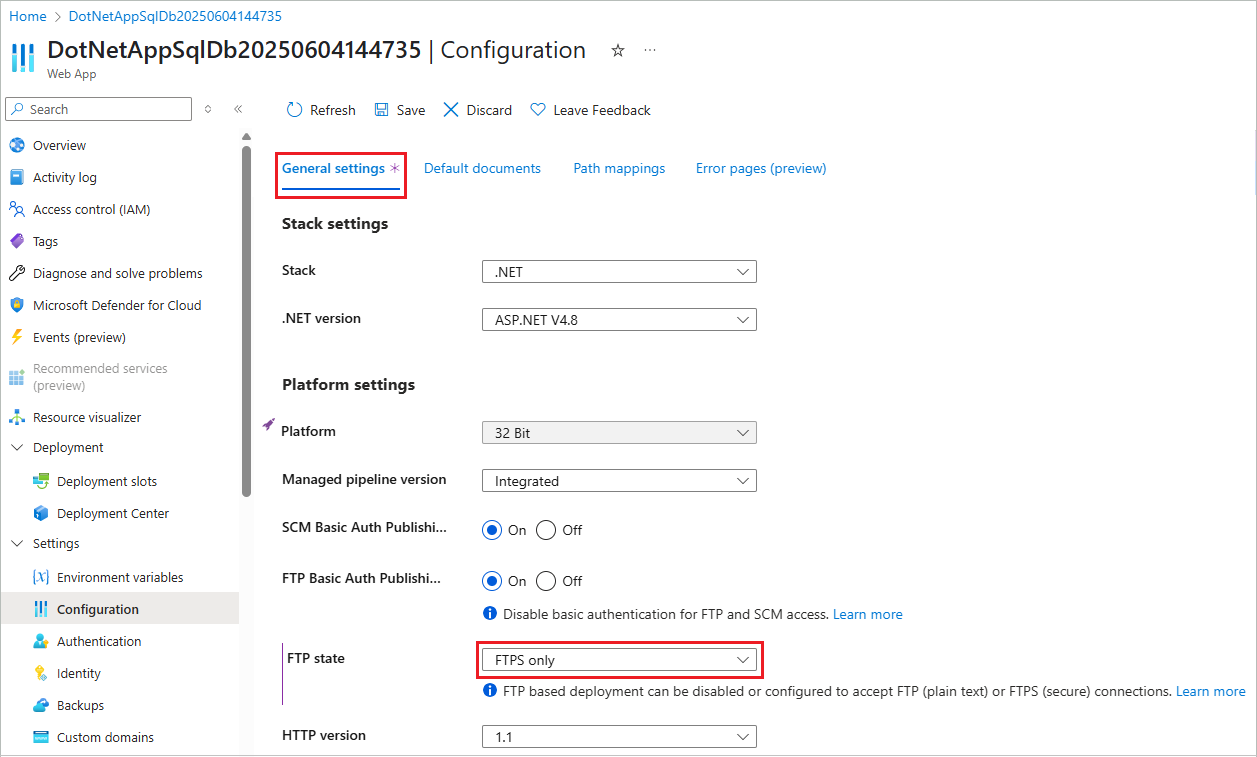 Home > DotNetAppSqlDb20250604144735
DotNetAppSqlDb20250604144735 | Configuration
Web App
Search
Refresh
Save
Discard
Leave Feedback
Overview
Activity log
Access control (IAM)
Tags
Diagnose and solve problems
Microsoft Defender for Cloud
Events (preview)
Recommended services
(preview)
Resource visualizer
Deployment
Deployment slots
Deployment Center
Settings
Environment variables
Configuration
Authentication
Identity
Backups
Custom domains
General settings *
Default documents
Path mappings
Error pages (preview)
Stack settings
Stack
.NET
.NET version
ASP.NET V4.8
Platform settings
Platform
32 Bit
Managed pipeline version
Integrated
SCM Basic Auth Publishi...
On
Off
FTP Basic Auth Publishi...
On
Off
Disable basic authentication for FTP and SCM access. Learn more
FTP state
FTPS only
FTP based deployment can be disabled or configured to accept FTP (plain text) or FTPS (secure) connections. Learn more
HTTP version
1.1